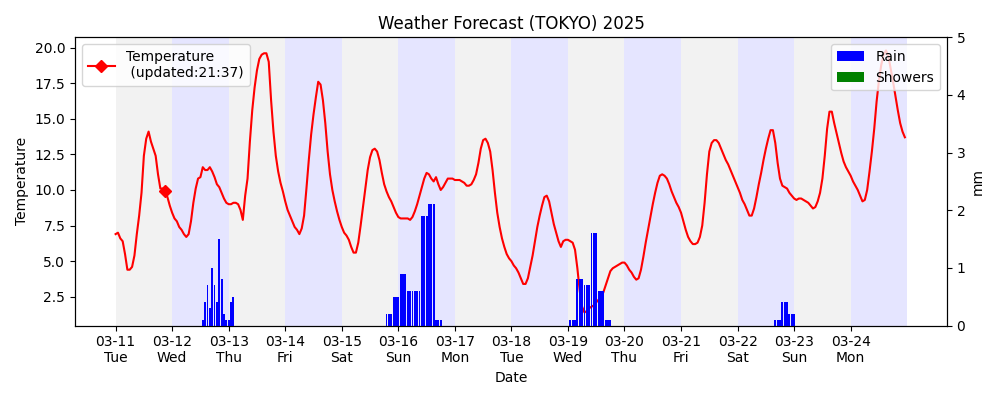 Weather Forecast (TOKYO) 2025
Temperature
(updated:21:37)
Rain
Showers
20.0
17.5
15.0
12.5
10.0
7.5
5.0
2.5
Temperature
5
4
3
2
1
0
mm
03-11 03-12 03-13 03-14 03-15 03-16 03-17 03-18 03-19 03-20 03-21 03-22 03-23 03-24
Tue Wed Thu Fri Sat Sun Mon Tue Wed Thu Fri Sat Sun Mon
Date